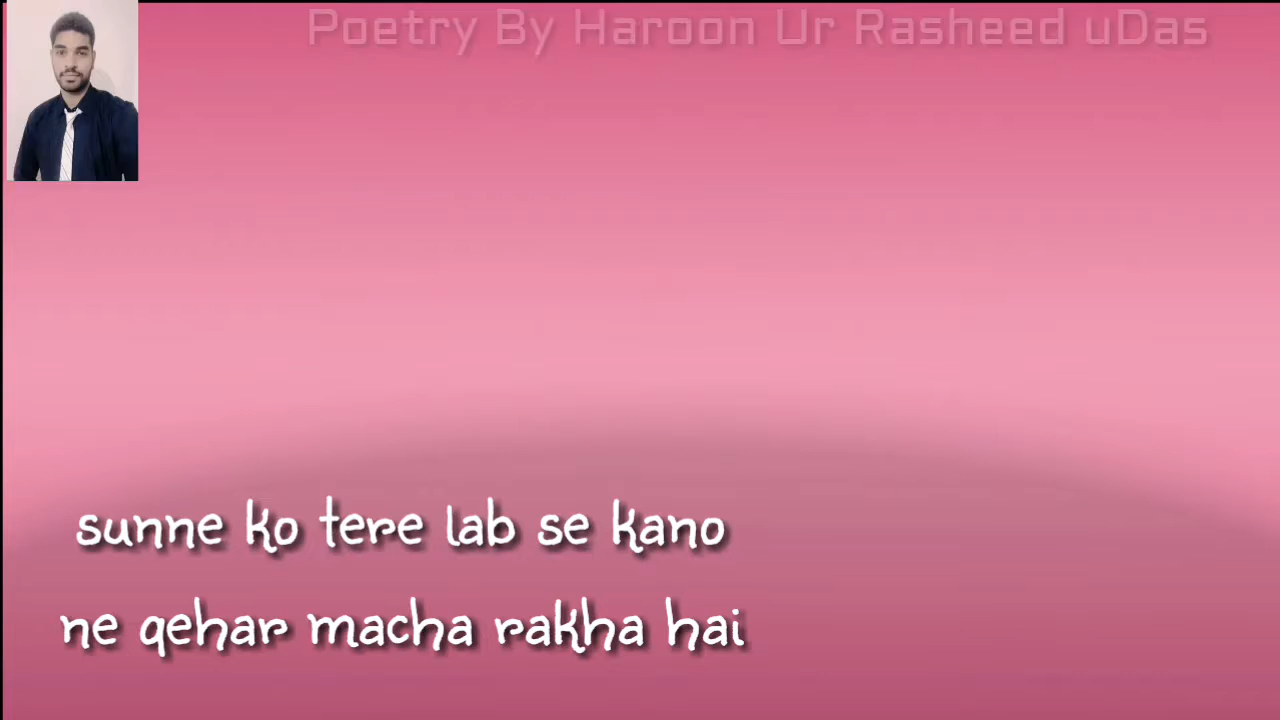 Poetry By Haroon Ur Rasheed uDas
sunne ko tere lab se kano
ne qehar macha rakha hai